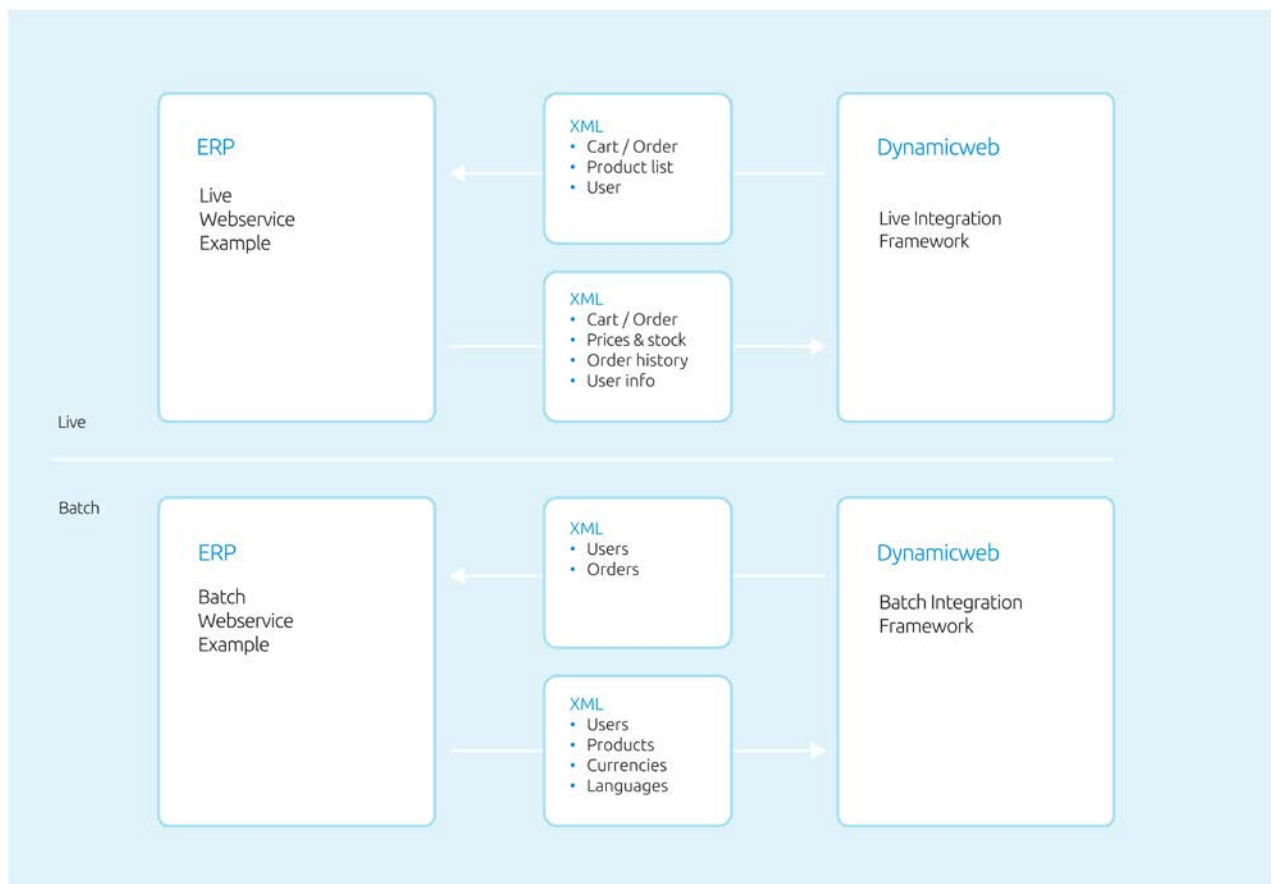 ERP
Live
Webservice
Example
XML
• Cart / Order
• Product list
• User
XML
• Cart / Order
• Prices & stock
• Order history
• User info
Dynamicweb
Live Integration
Framework
Live
Batch
ERP
Batch
Webservice
Example
XML
• Users
• Orders
XML
• Users
• Products
• Currencies
• Languages
Dynamicweb
Batch Integration
Framework